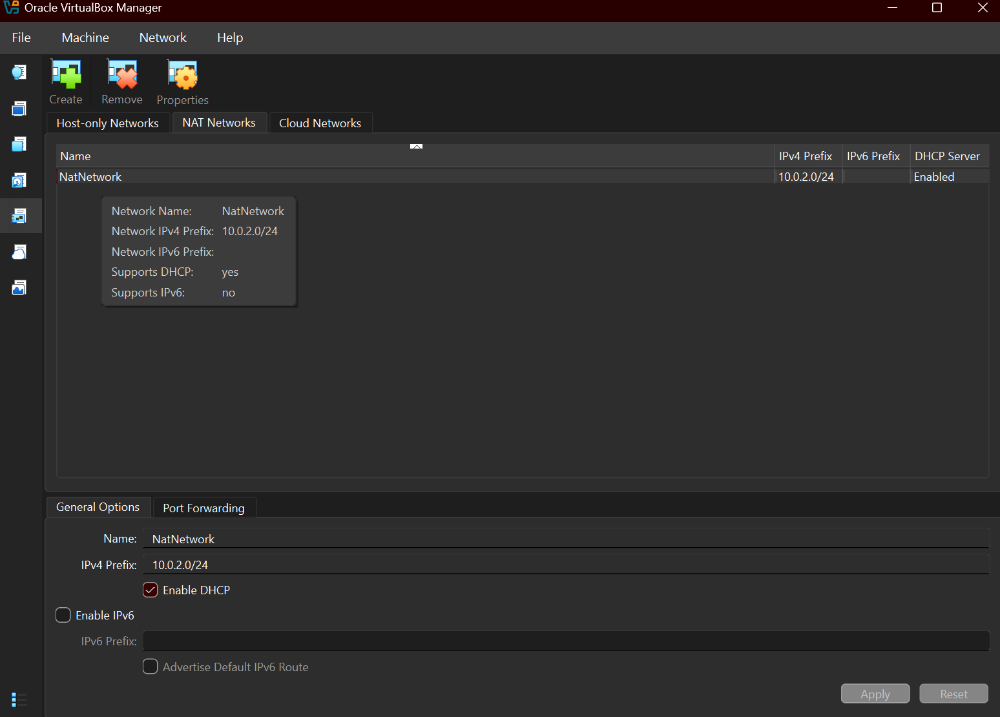 Oracle VirtualBox Manager
File Machine Network Help
Create Remove Properties
Host-only Networks NAT Networks Cloud Networks
Name IPv4 Prefix IPv6 Prefix DHCP Server
NatNetwork 10.0.2.0/24 Enabled
Network Name: NatNetwork
Network IPv4 Prefix: 10.0.2.0/24
Network IPv6 Prefix:
Supports DHCP: yes
Supports IPv6: no
General Options Port Forwarding
Name: NatNetwork
IPv4 Prefix: 10.0.2.0/24
Enable DHCP
Enable IPv6
IPv6 Prefix:
Advertise Default IPv6 Route
Apply Reset